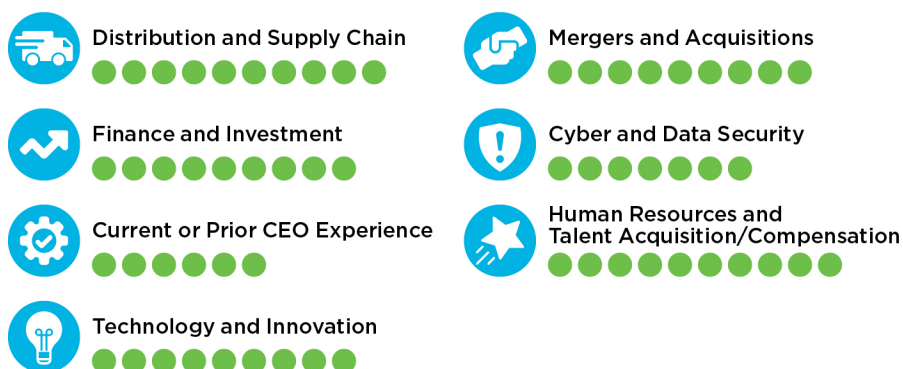 Distribution and Supply Chain
Finance and Investment
Current or Prior CEO Experience
Technology and Innovation
Mergers and Acquisitions
Cyber and Data Security
Human Resources and
Talent Acquisition/Compensation